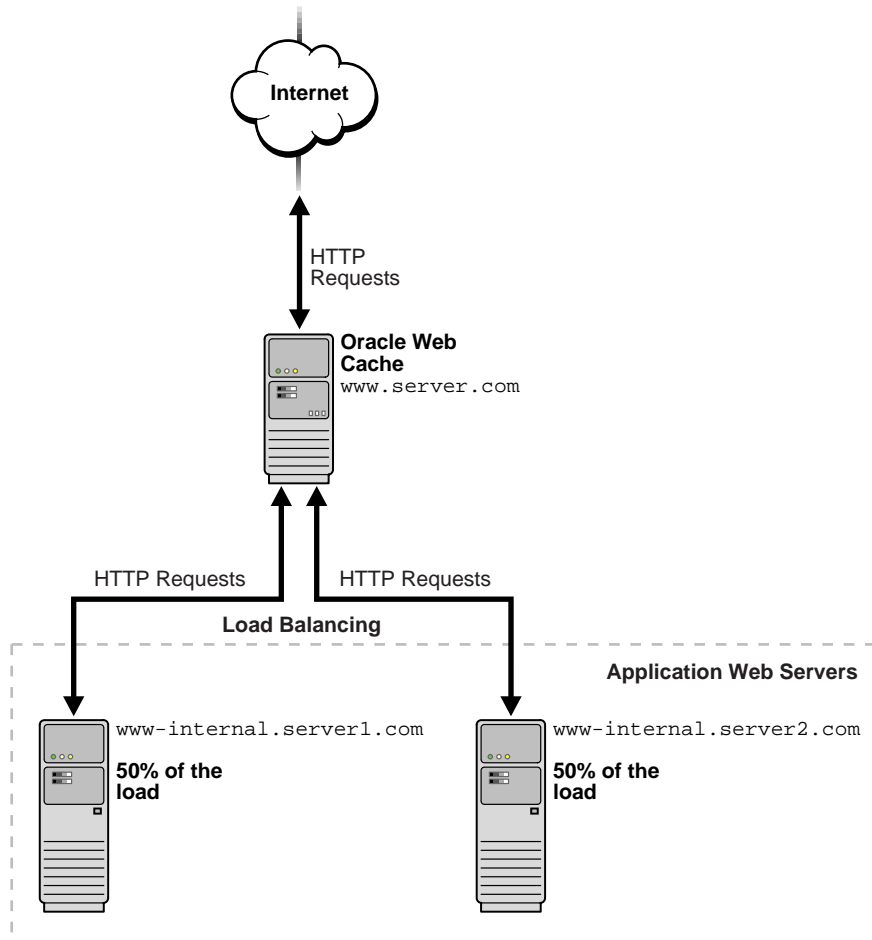 Internet
HTTP
Requests
Oracle Web
Cache
www.server.com
HTTP Requests
HTTP Requests
Load Balancing
Application Web Servers
www-internal.server1.com
50% of the
load
www-internal.server2.com
50% of the
load